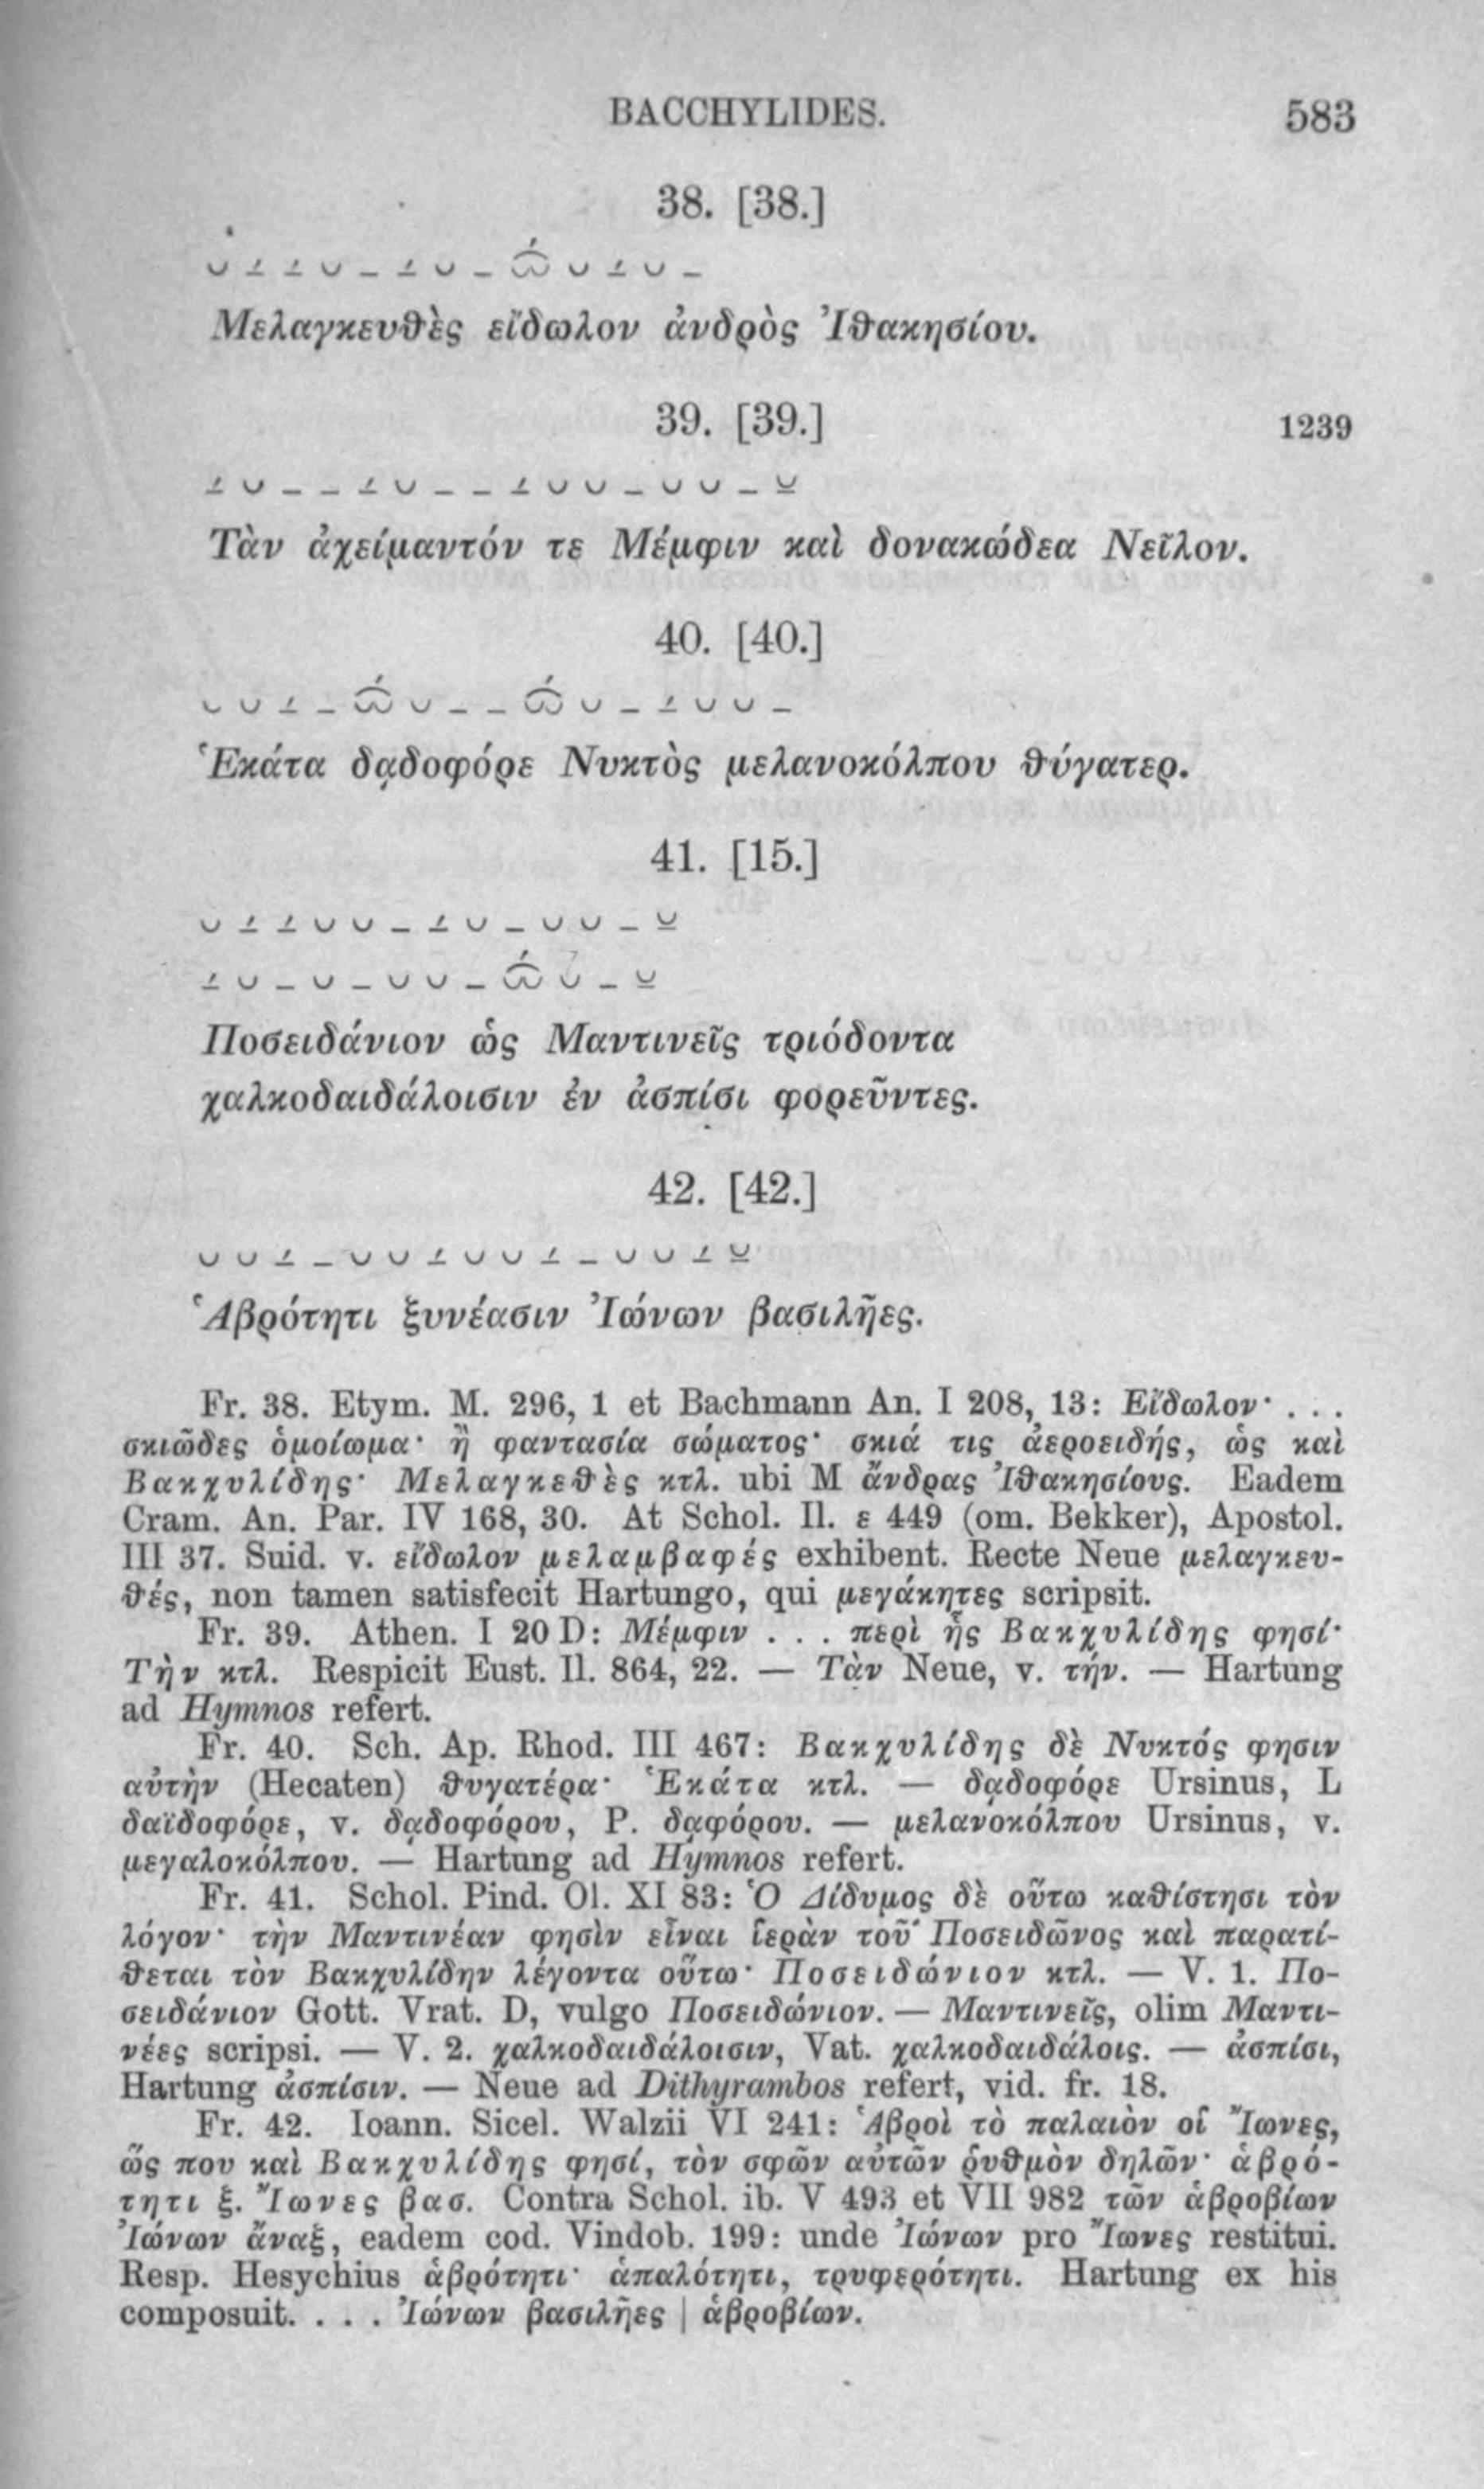 BACCHYLIDES. 583
38. [38.]
⏑ –́ –́ ⏑ – –́ ⏑ – ⏔́ ⏑ –́ ⏑ –
Μελαγκευθὲς εἴδωλον ἀνδρὸς Ἰθακησίου.
39. [39.] 1239
–́ ⏑ – – –́ ⏑ – – –́ ⏑ ⏑ – ⏑ ⏑ – ⏓
Τὰν ἀχείμαντόν τε Μέμφιν καὶ δονακώδεα Νεῖλον.
40. [40.]
⏑ ⏑ –́ – ⏔́ ⏑ – – ⏔́ ⏑ – –́ ⏑ ⏑ –
Ἑκάτα δᾳδοφόρε Νυκτὸς μελανοκόλπου θύγατερ.
41. [15.]
⏑ –́ –́ ⏑ ⏑ – –́ ⏑ – ⏑ ⏑ – ⏓
–́ ⏑ – ⏑ – ⏑ ⏑ – ⏔́ ⏑ – ⏓
Ποσειδάνιον ὡς Μαντινεῖς τριόδοντα
χαλκοδαιδάλοισιν ἐν ἀσπίσι φορεῦντες.
42. [42.]
⏑ ⏑ –́ – ⏑ ⏑ –́ ⏑ ⏑ –́ – ⏑ ⏑ –́ ⏓
Ἁβρότητι ξυνέασιν Ἰώνων βασιλῆες.
Fr. 38. Etym. M. 296, 1 et Bachmann An. I 208, 13: Εἴδωλον· . . .
σκιῶδες ὁμοίωμα· ἢ φαντασία σώματος· σκιά τις ἀεροειδής, ὡς καὶ
Βακχυλίδης· Μελαγκεθὲς κτλ. ubi M ἄνδρας Ἰθακησίους. Eadem
Cram. An. Par. IV 168, 30. At Schol. Il. ε 449 (om. Bekker), Apostol.
III 37. Suid. v. εἴδωλον μελαμβαφές exhibent. Recte Neue μελαγκευ-
θές, non tamen satisfecit Hartungo, qui μεγάκητες scripsit.
Fr. 39. Athen. I 20 D: Μέμφιν . . . περὶ ἧς Βακχυλίδης φησί·
Τὴν κτλ. Respicit Eust. Il. 864, 22. — Τὰν Neue, v. τήν. — Hartung
ad Hymnos refert.
Fr. 40. Sch. Ap. Rhod. III 467: Βακχυλίδης δὲ Νυκτός φησιν
αὐτὴν (Hecaten) θυγατέρα· Ἑκάτα κτλ. — δᾳδοφόρε Ursinus, L
δαϊδοφόρε, v. δᾳδοφόρου, P. δᾳφόρου. — μελανοκόλπου Ursinus, v.
μεγαλοκόλπου. — Hartung ad Hymnos refert.
Fr. 41. Schol. Pind. Ol. XI 83: Ὁ Δίδυμος δὲ οὕτω καθίστησι τὸν
λόγον· τὴν Μαντινέαν φησὶν εἶναι ἱερὰν τοῦ Ποσειδῶνος καὶ παρατί-
θεται τὸν Βακχυλίδην λέγοντα οὕτω· Ποσειδώνιον κτλ. — V. 1. Πο-
σειδάνιον Gott. Vrat. D, vulgo Ποσειδώνιον. — Μαντινεῖς, olim Μαντι-
νέες scripsi. — V. 2. χαλκοδαιδάλοισιν, Vat. χαλκοδαιδάλοις. — ἀσπίσι,
Hartung ἀσπίσιν. — Neue ad Dithyrambos refert, vid. fr. 18.
Fr. 42. Ioann. Sicel. Walzii VI 241: Ἁβροὶ τὸ παλαιὸν οἱ Ἴωνες,
ὥς που καὶ Βακχυλίδης φησί, τὸν σφῶν αὐτῶν ῥυθμὸν δηλῶν· ἁβρό-
τητι ξ. Ἴωνες βασ. Contra Schol. ib. V 493 et VII 982 τῶν ἁβροβίων
Ἰώνων ἄναξ, eadem cod. Vindob. 199: unde Ἰώνων pro Ἴωνες restitui.
Resp. Hesychius ἁβρότητι· ἁπαλότητι, τρυφερότητι. Hartung ex his
composuit. . . . Ἰώνων βασιλῆες | ἁβροβίων.